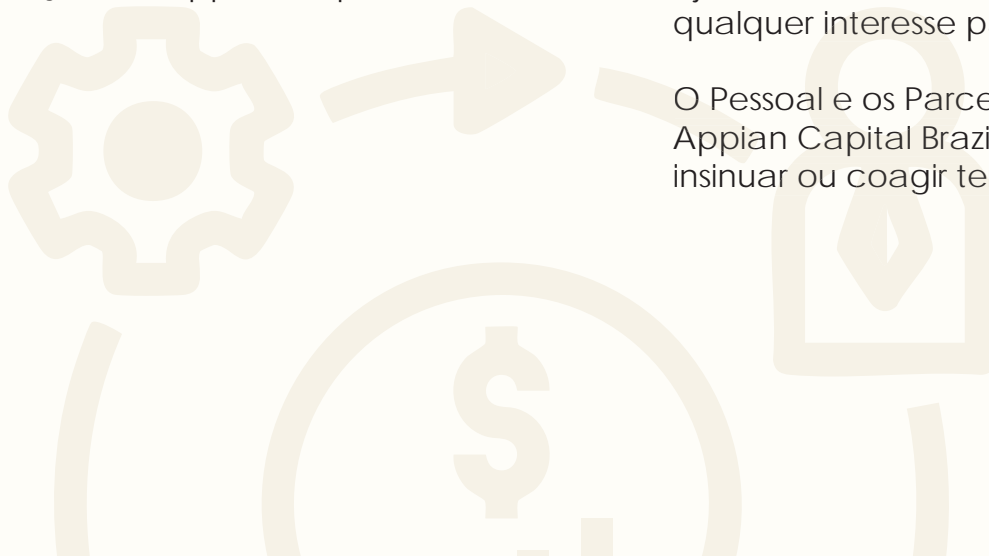 qualquer interesse p
O Pessoal e os Parce
Appian Capital Brazi
insinuar ou coagir te
$